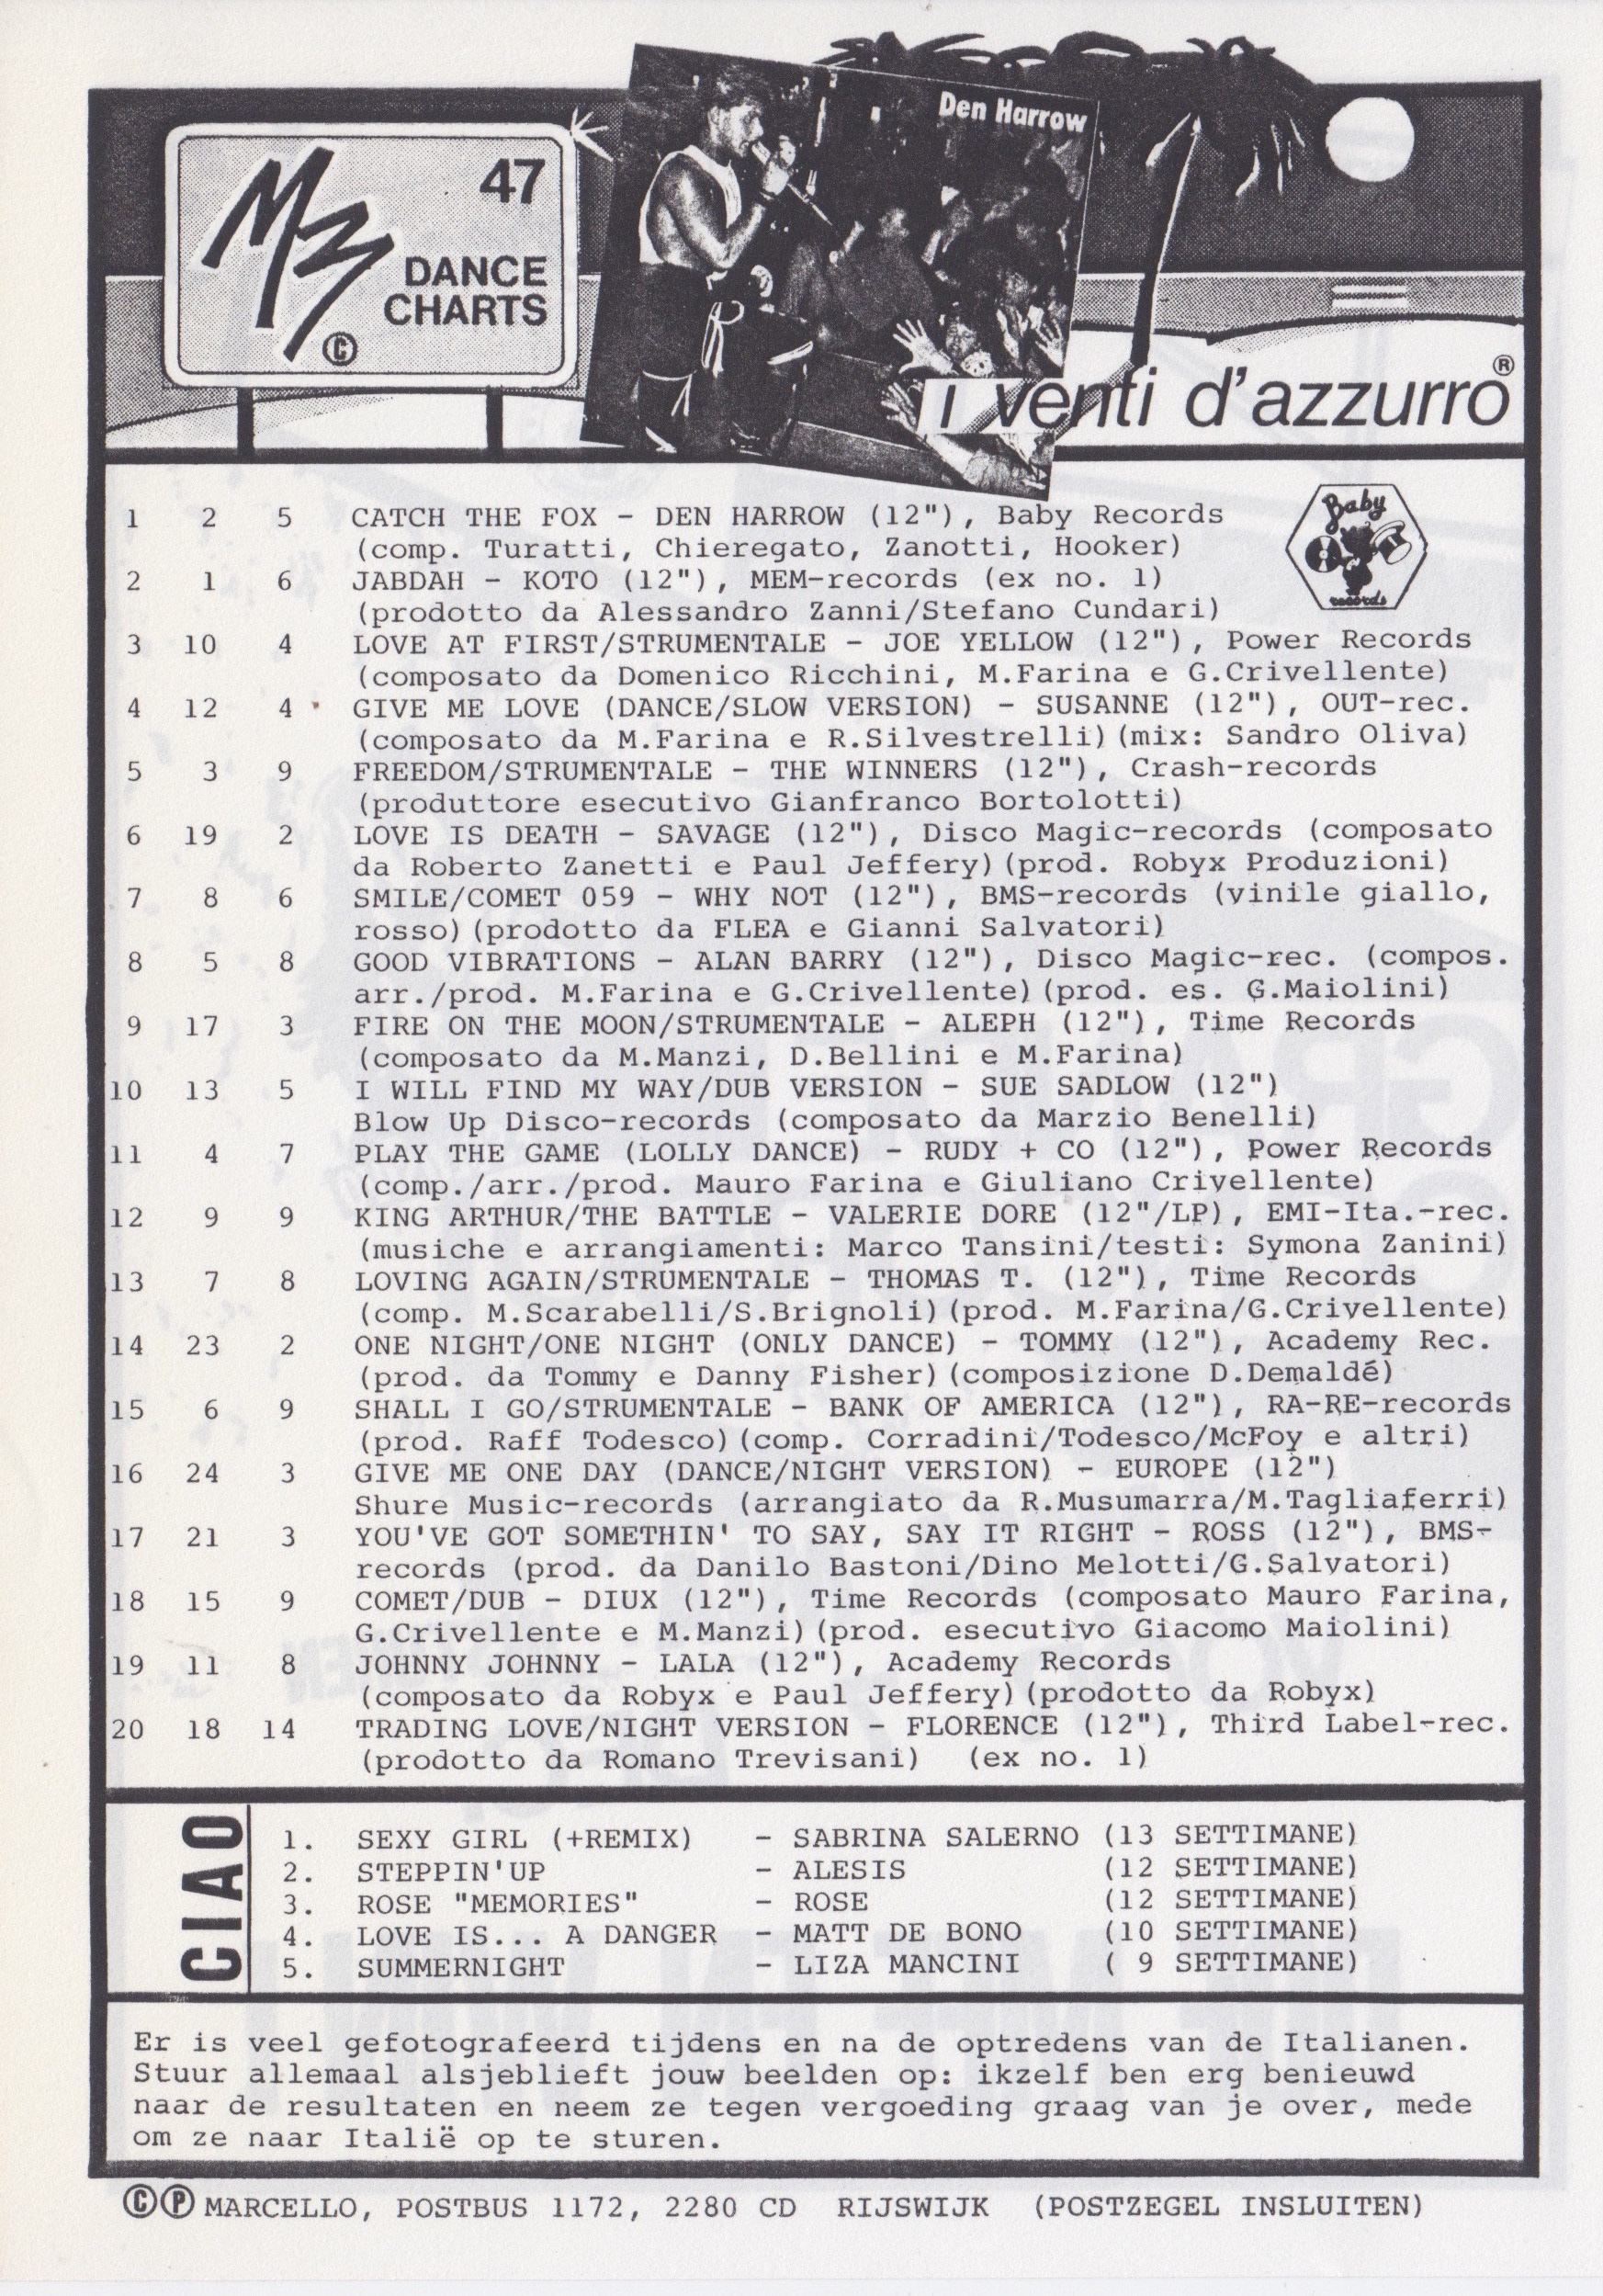 Den Harrow
47
MZ
DANCE
CHARTS
©
i venti d'azzurro ®
Baby
records
1 2 5 CATCH THE FOX - DEN HARROW (12"), Baby Records
(comp. Turatti, Chieregato, Zanotti, Hooker)
2 1 6 JABDAH - KOTO (12"), MEM-records (ex no. 1)
(prodotto da Alessandro Zanni/Stefano Cundari)
3 10 4 LOVE AT FIRST/STRUMENTALE - JOE YELLOW (12"), Power Records
(composato da Domenico Ricchini, M.Farina e G.Crivellente)
4 12 4 GIVE ME LOVE (DANCE/SLOW VERSION) - SUSANNE (12"), OUT-rec.
(composato da M.Farina e R.Silvestrelli)(mix: Sandro Oliva)
5 3 9 FREEDOM/STRUMENTALE - THE WINNERS (12"), Crash-records
(produttore esecutivo Gianfranco Bortolotti)
6 19 2 LOVE IS DEATH - SAVAGE (12"), Disco Magic-records (composato
da Roberto Zanetti e Paul Jeffery)(prod. Robyx Produzioni)
7 8 6 SMILE/COMET 059 - WHY NOT (12"), BMS-records (vinile giallo,
rosso)(prodotto da FLEA e Gianni Salvatori)
8 5 8 GOOD VIBRATIONS - ALAN BARRY (12"), Disco Magic-rec. (compos.
arr./prod. M.Farina e G.Crivellente)(prod. es. G.Maiolini)
9 17 3 FIRE ON THE MOON/STRUMENTALE - ALEPH (12"), Time Records
(composato da M.Manzi, D.Bellini e M.Farina)
10 13 5 I WILL FIND MY WAY/DUB VERSION - SUE SADLOW (12")
Blow Up Disco-records (composato da Marzio Benelli)
11 4 7 PLAY THE GAME (LOLLY DANCE) - RUDY + CO (12"), Power Records
(comp./arr./prod. Mauro Farina e Giuliano Crivellente)
12 9 9 KING ARTHUR/THE BATTLE - VALERIE DORE (12"/LP), EMI-Ita.-rec.
(musiche e arrangiamenti: Marco Tansini/testi: Symona Zanini)
13 7 8 LOVING AGAIN/STRUMENTALE - THOMAS T. (12"), Time Records
(comp. M.Scarabelli/S.Brignoli)(prod. M.Farina/G.Crivellente)
14 23 2 ONE NIGHT/ONE NIGHT (ONLY DANCE) - TOMMY (12"), Academy Rec.
(prod. da Tommy e Danny Fisher)(composizione D.Demaldé)
15 6 9 SHALL I GO/STRUMENTALE - BANK OF AMERICA (12"), RA-RE-records
(prod. Raff Todesco)(comp. Corradini/Todesco/McFoy e altri)
16 24 3 GIVE ME ONE DAY (DANCE/NIGHT VERSION) - EUROPE (12")
Shure Music-records (arrangiato da R.Musumarra/M.Tagliaferri)
17 21 3 YOU'VE GOT SOMETHIN' TO SAY, SAY IT RIGHT - ROSS (12"), BMS-
records (prod. da Danilo Bastoni/Dino Melotti/G.Salvatori)
18 15 9 COMET/DUB - DIUX (12"), Time Records (composato Mauro Farina,
G.Crivellente e M.Manzi)(prod. esecutivo Giacomo Maiolini)
19 11 8 JOHNNY JOHNNY - LALA (12"), Academy Records
(composato da Robyx e Paul Jeffery)(prodotto da Robyx)
20 18 14 TRADING LOVE/NIGHT VERSION - FLORENCE (12"), Third Label-rec.
(prodotto da Romano Trevisani) (ex no. 1)
CIAO
1. SEXY GIRL (+REMIX) - SABRINA SALERNO (13 SETTIMANE)
2. STEPPIN'UP - ALESIS (12 SETTIMANE)
3. ROSE "MEMORIES" - ROSE (12 SETTIMANE)
4. LOVE IS... A DANGER - MATT DE BONO (10 SETTIMANE)
5. SUMMERNIGHT - LIZA MANCINI ( 9 SETTIMANE)
Er is veel gefotografeerd tijdens en na de optredens van de Italianen.
Stuur allemaal alsjeblieft jouw beelden op: ikzelf ben erg benieuwd
naar de resultaten en neem ze tegen vergoeding graag van je over, mede
om ze naar Italië op te sturen.
©Ⓟ MARCELLO, POSTBUS 1172, 2280 CD RIJSWIJK (POSTZEGEL INSLUITEN)